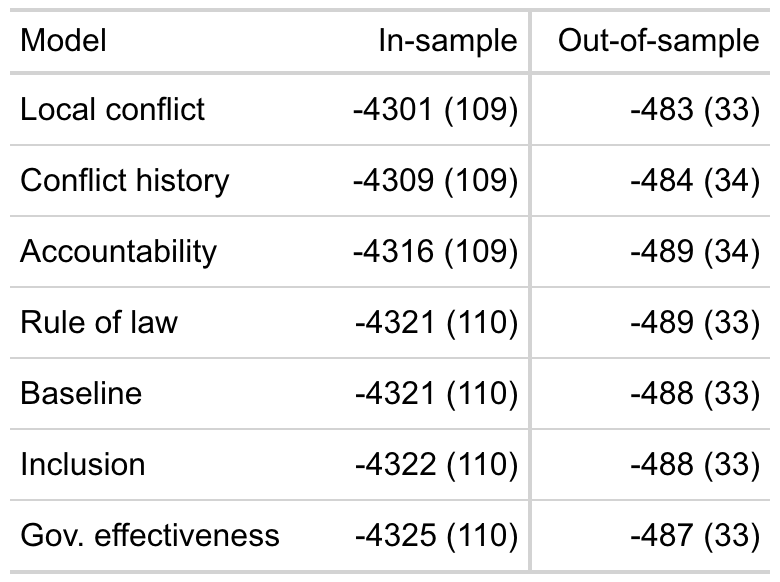 Model In-sample Out-of-sample
Local conflict -4301 (109) -483 (33)
Conflict history -4309 (109) -484 (34)
Accountability -4316 (109) -489 (34)
Rule of law -4321 (110) -489 (33)
Baseline -4321 (110) -488 (33)
Inclusion -4322 (110) -488 (33)
Gov. effectiveness -4325 (110) -487 (33)